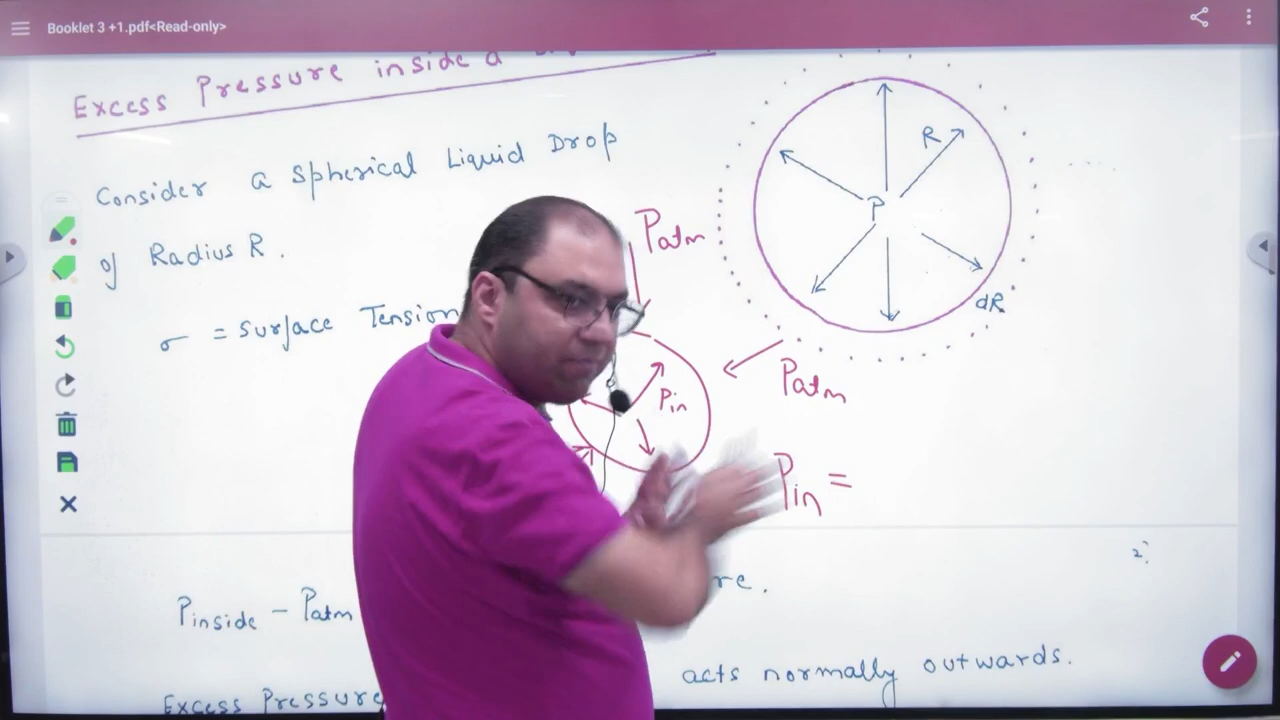 Booklet 3 +1.pdf<Read-only>
Excess Pressure inside a
Consider a Spherical Liquid Drop
of Radius R.
σ = Surface Tension
Patm
Pin
R
P
dR
Patm
Pin =
Pinside - Patm
acts normally outwards.
Excess Pressure